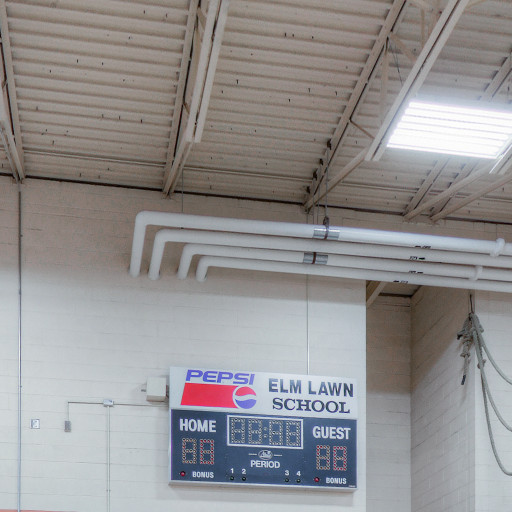 PEPSI
ELM LAWN
SCHOOL
HOME
GUEST
PERIOD
BONUS
1 2 3 4
BONUS